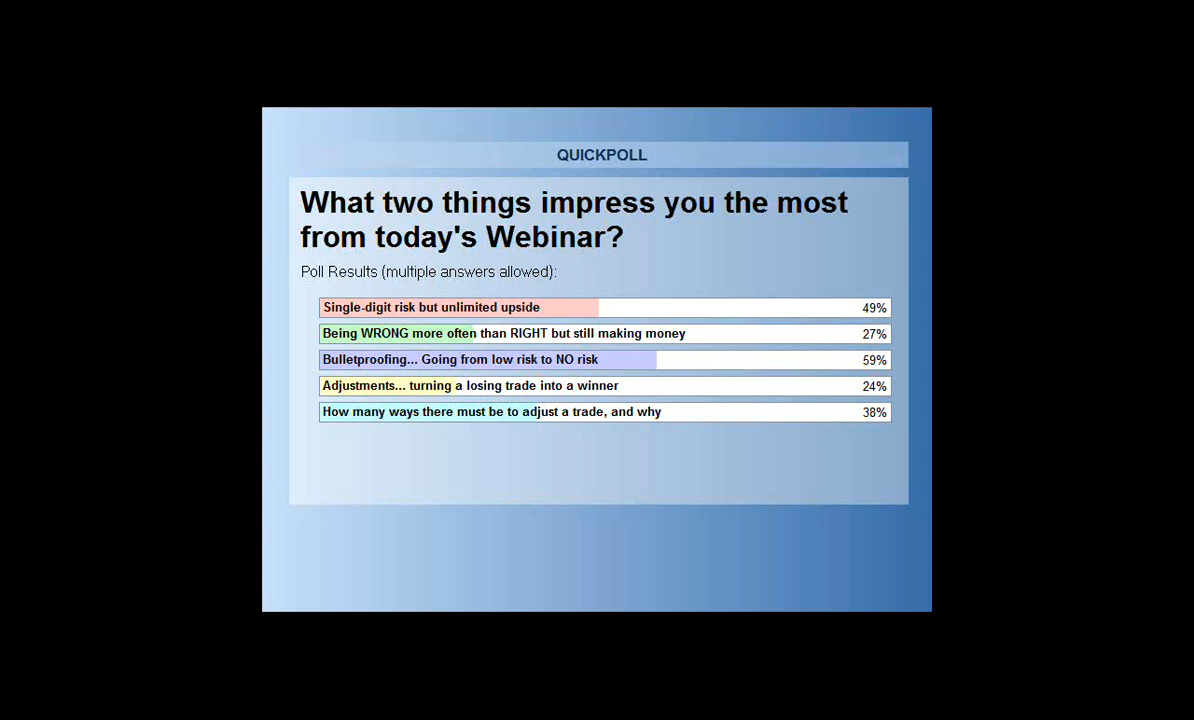 QUICKPOLL
What two things impress you the most
from today's Webinar?
Poll Results (multiple answers allowed):
Single-digit risk but unlimited upside 49%
Being WRONG more often than RIGHT but still making money 27%
Bulletproofing... Going from low risk to NO risk 59%
Adjustments... turning a losing trade into a winner 24%
How many ways there must be to adjust a trade, and why 38%